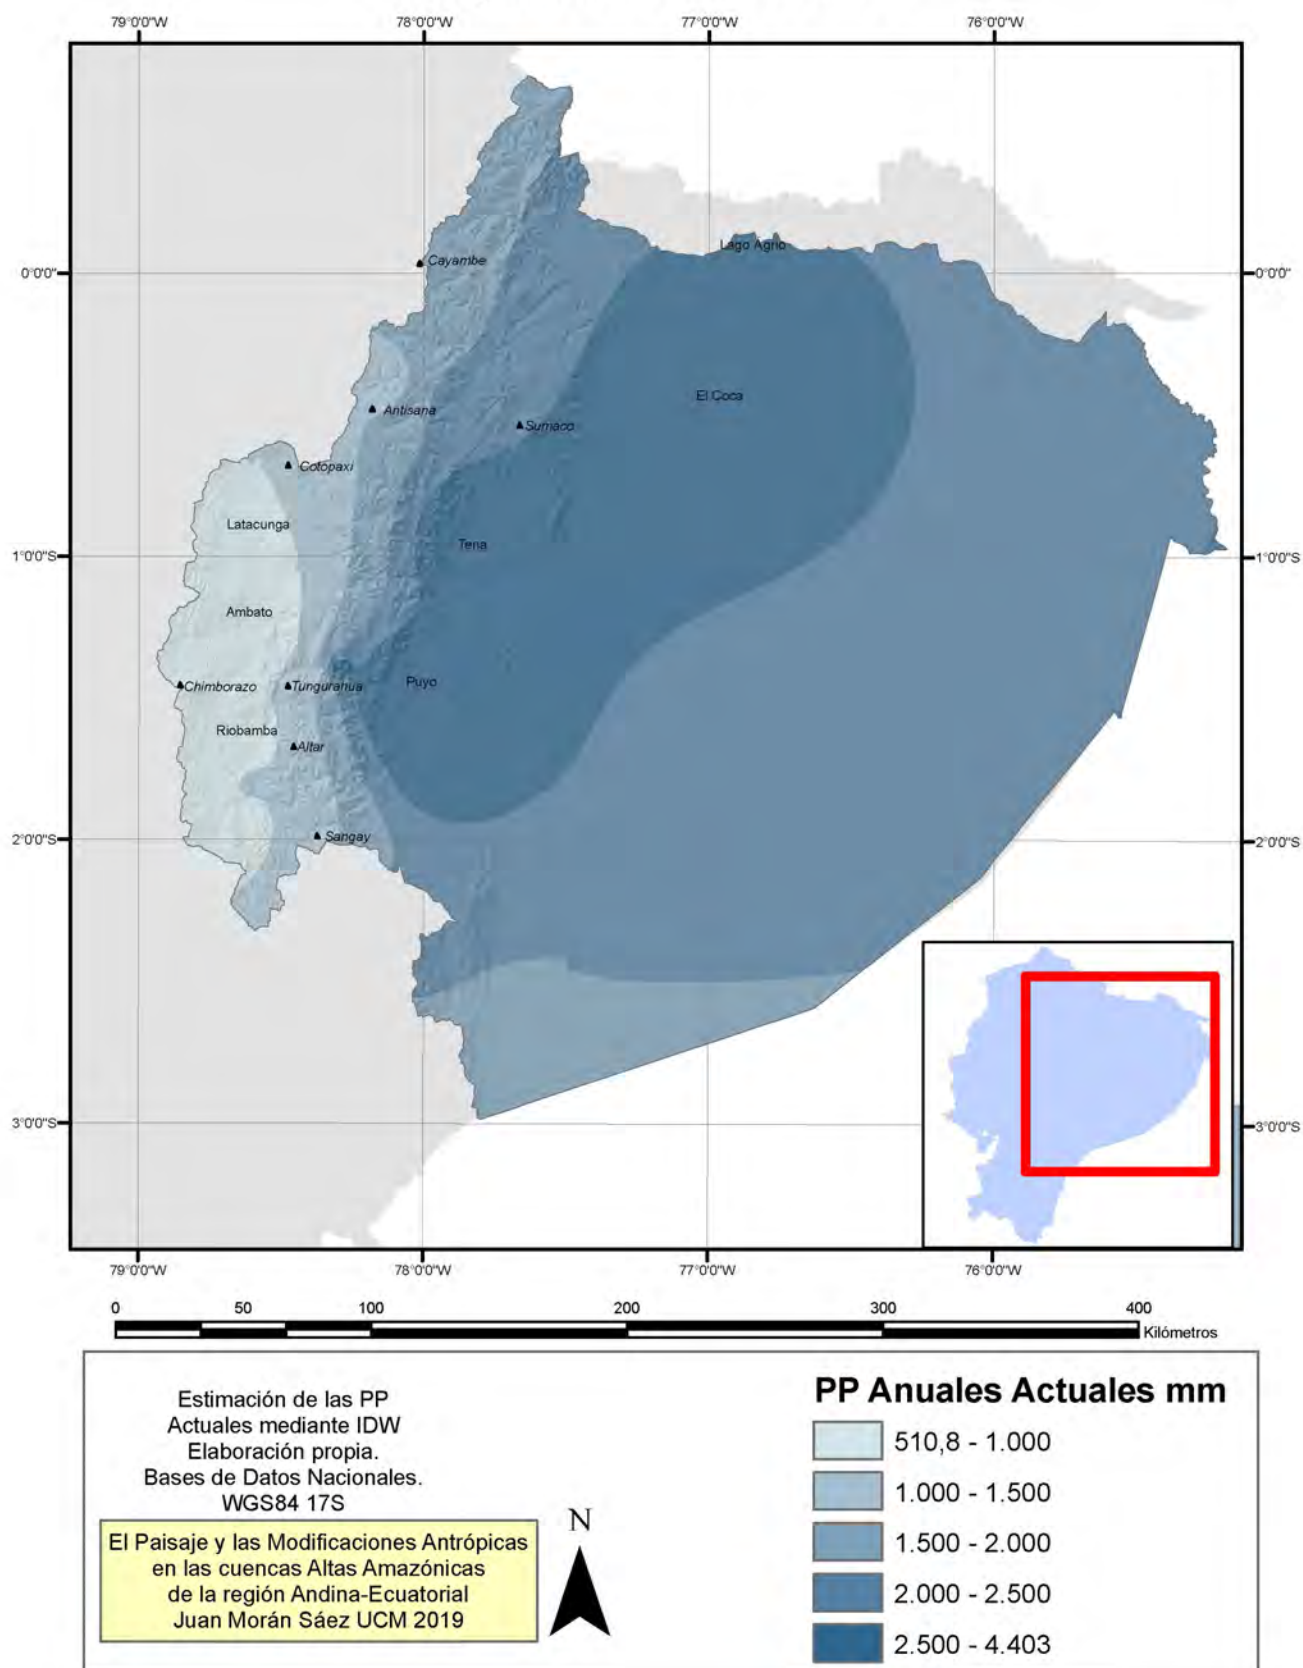 79°0'0"W 78°0'0"W 77°0'0"W 76°0'0"W
Lago Agrio
Cayambe
0°0'0" 0°0'0"
El Coca
Antisana
Sumaco
Cotopaxi
Latacunga
Tena
1°0'0"S 1°0'0"S
Ambato
Puyo
Chimborazo Tungurahua
Riobamba
Altar
Sangay
2°0'0"S 2°0'0"S
3°0'0"S 3°0'0"S
79°0'0"W 78°0'0"W 77°0'0"W 76°0'0"W
0 50 100 200 300 400
Kilómetros
Estimación de las PP
Actuales mediante IDW
Elaboración propia.
Bases de Datos Nacionales.
WGS84 17S
El Paisaje y las Modificaciones Antrópicas
en las cuencas Altas Amazónicas
de la región Andina-Ecuatorial
Juan Morán Sáez UCM 2019
N
PP Anuales Actuales mm
510,8 - 1.000
1.000 - 1.500
1.500 - 2.000
2.000 - 2.500
2.500 - 4.403